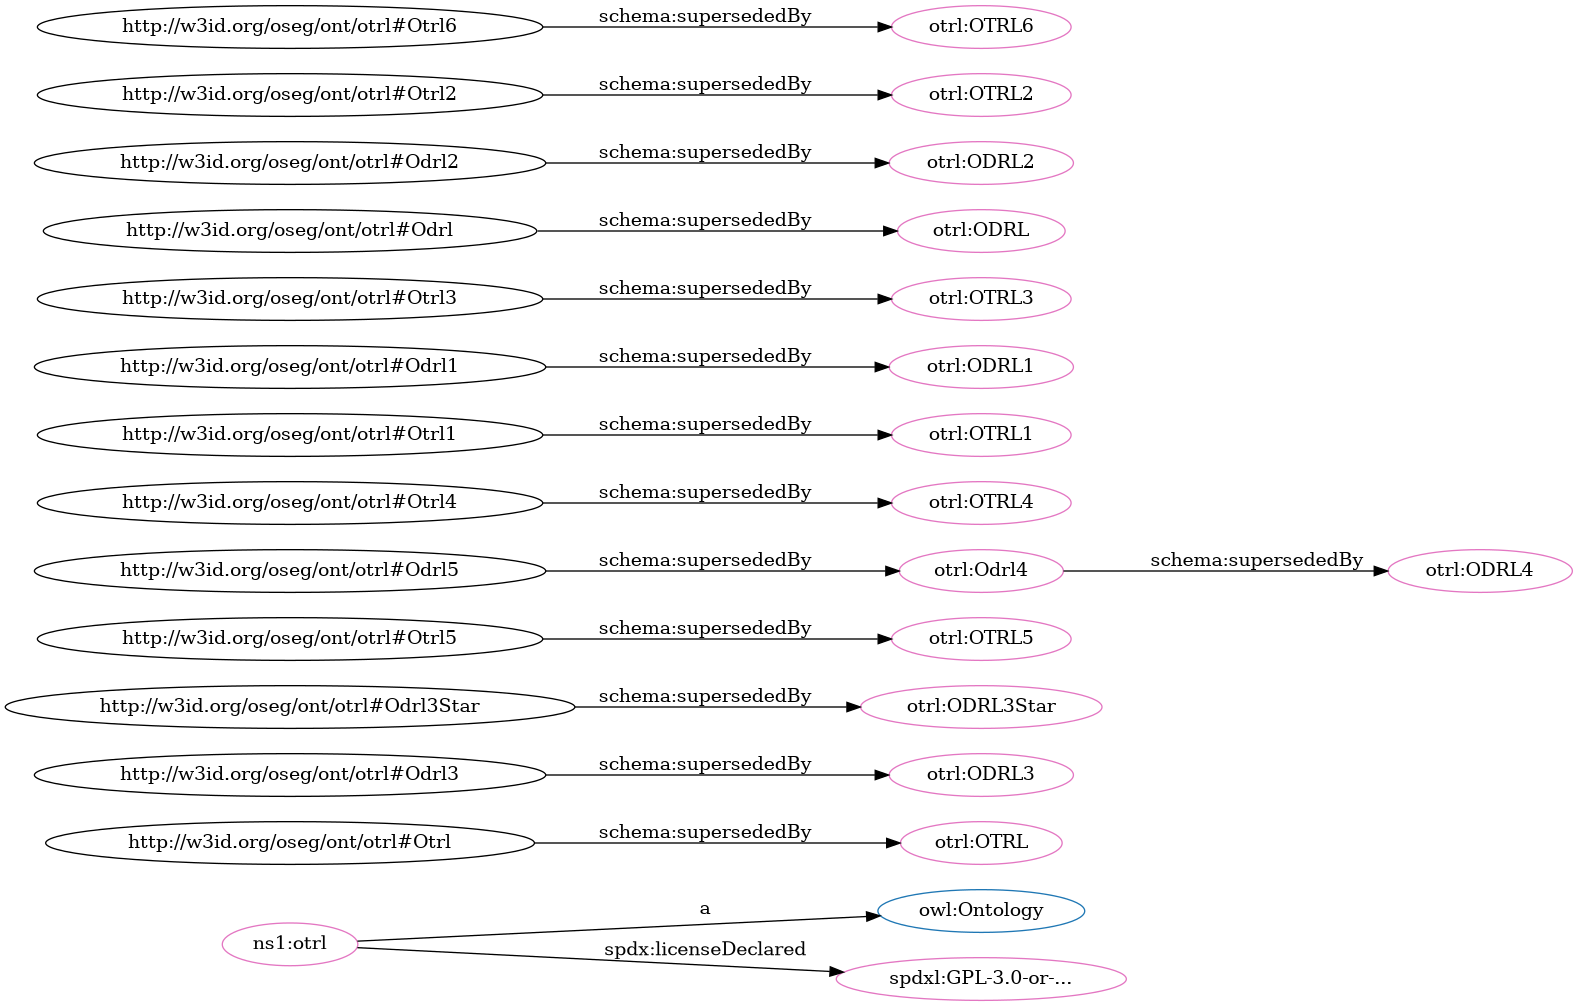 http://w3id.org/oseg/ont/otrl#Otrl6 schema:supersededBy otrl:OTRL6
http://w3id.org/oseg/ont/otrl#Otrl2 schema:supersededBy otrl:OTRL2
http://w3id.org/oseg/ont/otrl#Odrl2 schema:supersededBy otrl:ODRL2
http://w3id.org/oseg/ont/otrl#Odrl schema:supersededBy otrl:ODRL
http://w3id.org/oseg/ont/otrl#Otrl3 schema:supersededBy otrl:OTRL3
http://w3id.org/oseg/ont/otrl#Odrl1 schema:supersededBy otrl:ODRL1
http://w3id.org/oseg/ont/otrl#Otrl1 schema:supersededBy otrl:OTRL1
http://w3id.org/oseg/ont/otrl#Otrl4 schema:supersededBy otrl:OTRL4
http://w3id.org/oseg/ont/otrl#Odrl5 schema:supersededBy otrl:Odrl4 schema:supersededBy otrl:ODRL4
http://w3id.org/oseg/ont/otrl#Otrl5 schema:supersededBy otrl:OTRL5
http://w3id.org/oseg/ont/otrl#Odrl3Star schema:supersededBy otrl:ODRL3Star
http://w3id.org/oseg/ont/otrl#Odrl3 schema:supersededBy otrl:ODRL3
http://w3id.org/oseg/ont/otrl#Otrl schema:supersededBy otrl:OTRL
a owl:Ontology
ns1:otrl
spdx:licenseDeclared spdxl:GPL-3.0-or-...